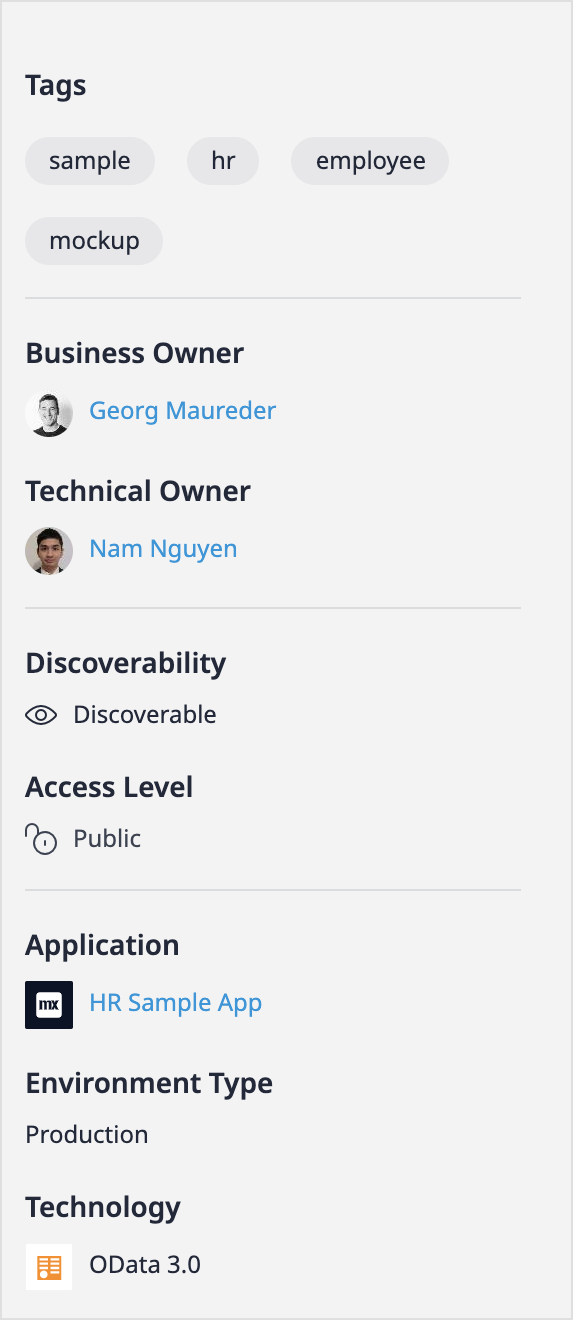 Tags
sample hr employee
mockup
Business Owner
Georg Maureder
Technical Owner
Nam Nguyen
Discoverability
Discoverable
Access Level
Public
Application
mx HR Sample App
Environment Type
Production
Technology
OData 3.0